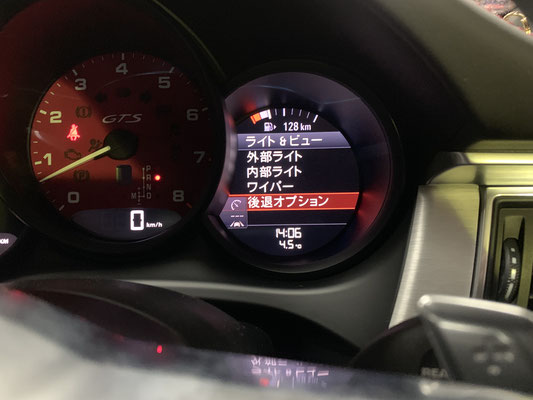 4
3
5
2
6
1
7
0
8
GTS
P
R
N
D
0 km/h
128 km
ライト & ビュー
外部ライト
内部ライト
ワイパー
後退オプション
---
14:06
4.5 °C
REA